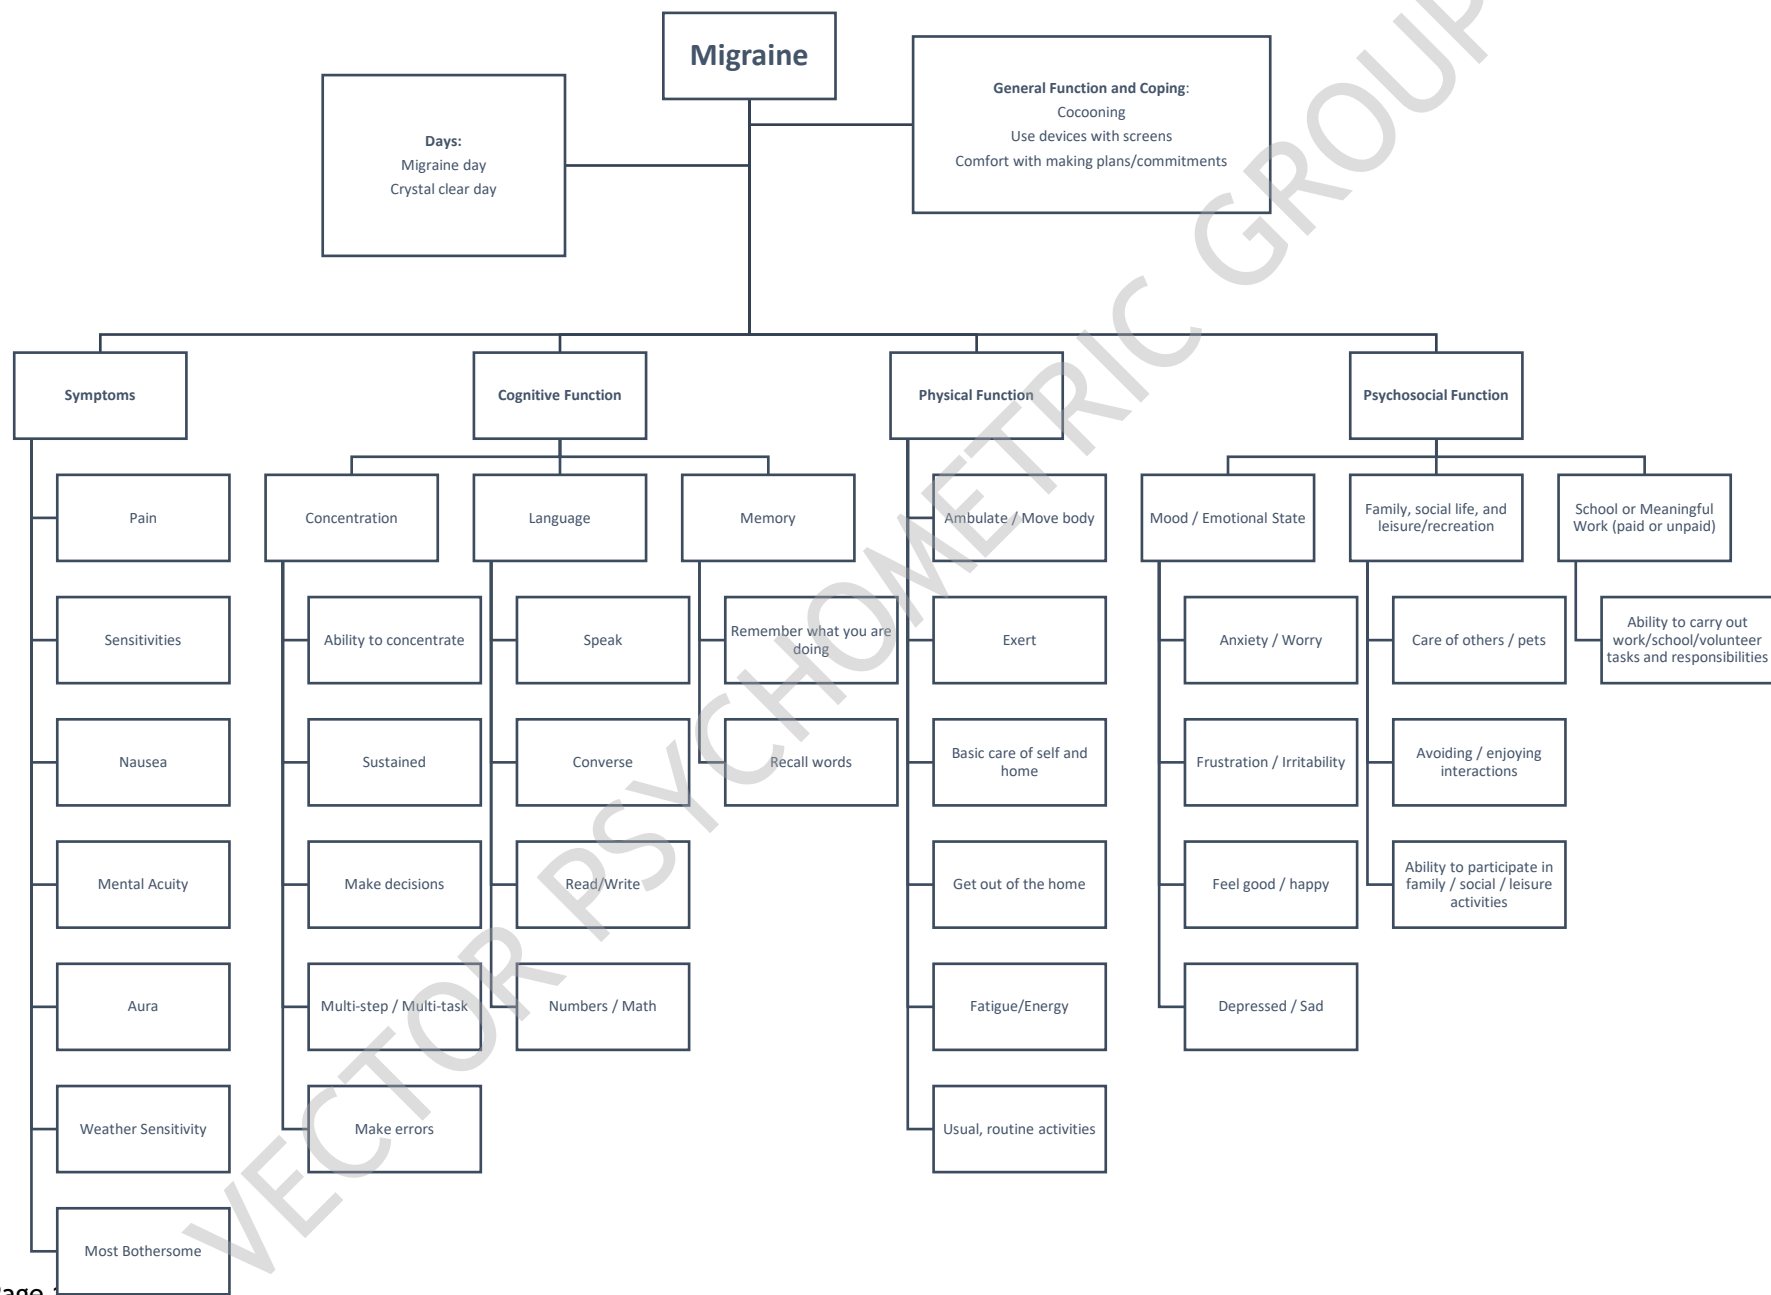 Migraine
General Function and Coping:
Cocooning
Use devices with screens
Comfort with making plans/commitments
Days:
Migraine day
Crystal clear day
Symptoms
Cognitive Function
Physical Function
Psychosocial Function
Pain
Sensitivities
Nausea
Mental Acuity
Aura
Weather Sensitivity
Most Bothersome
Concentration
Ability to concentrate
Sustained
Make decisions
Multi-step / Multi-task
Make errors
Language
Speak
Converse
Read/Write
Numbers / Math
Memory
Remember what you are
doing
Recall words
Ambulate / Move body
Exert
Basic care of self and
home
Get out of the home
Fatigue/Energy
Usual, routine activities
Mood / Emotional State
Anxiety / Worry
Frustration / Irritability
Feel good / happy
Depressed / Sad
Family, social life, and
leisure/recreation
Care of others / pets
Avoiding / enjoying
interactions
Ability to participate in
family / social / leisure
activities
School or Meaningful
Work (paid or unpaid)
Ability to carry out
work/school/volunteer
tasks and responsibilities
VECTOR PSYCHOMETRIC GROUP